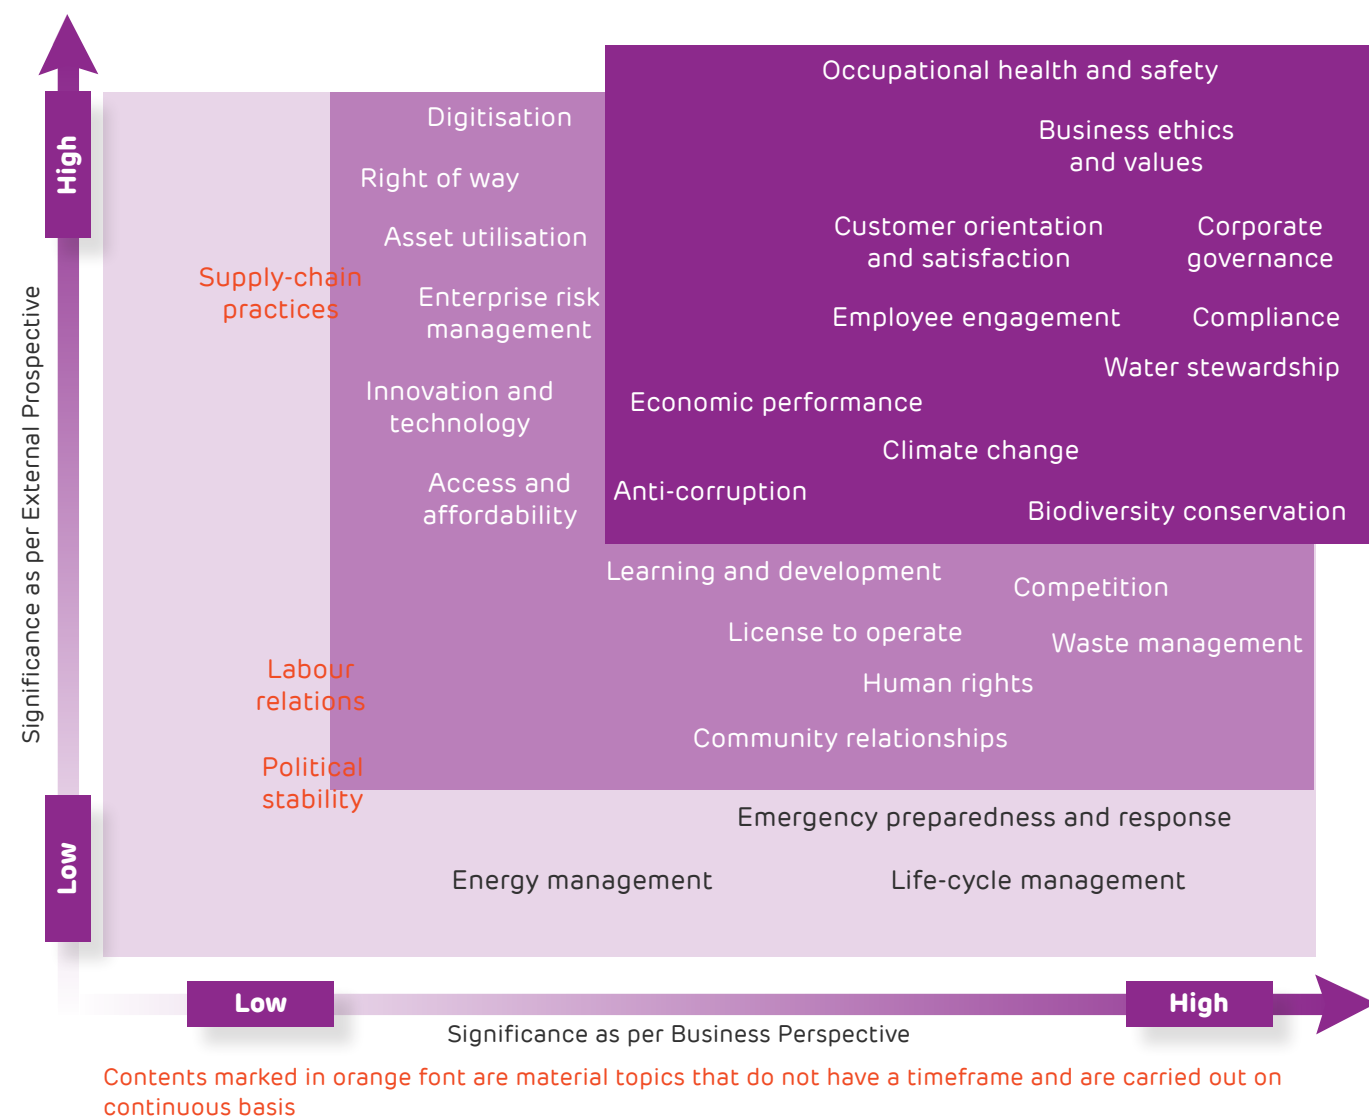 High
Significance as per External Prospective
Low
Occupational health and safety
Digitisation
Business ethics
and values
Right of way
Asset utilisation
Customer orientation
and satisfaction
Corporate
governance
Supply-chain
practices
Enterprise risk
management
Employee engagement
Compliance
Water stewardship
Innovation and
technology
Economic performance
Climate change
Access and
affordability
Anti-corruption
Biodiversity conservation
Learning and development
Competition
License to operate
Waste management
Labour
relations
Human rights
Community relationships
Political
stability
Emergency preparedness and response
Energy management
Life-cycle management
Low
High
Significance as per Business Perspective
Contents marked in orange font are material topics that do not have a timeframe and are carried out on
continuous basis